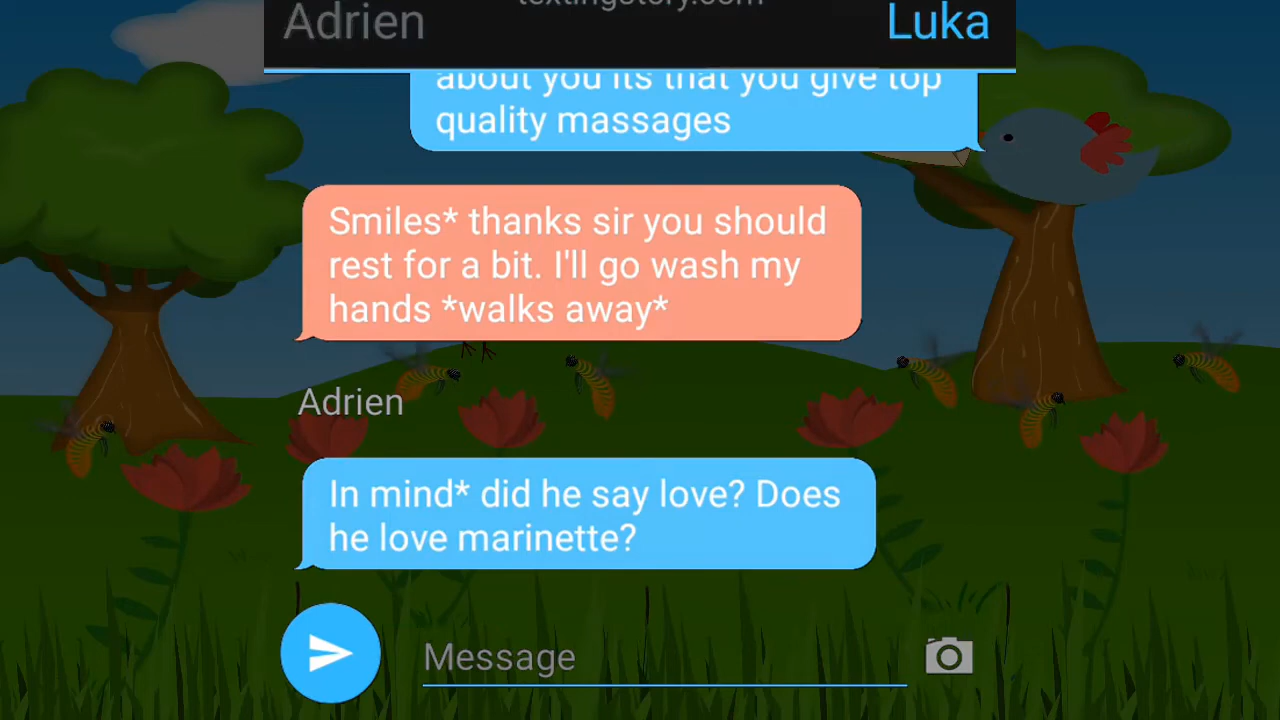 textingstory.com
Adrien
Luka
about you its that you give top
quality massages
Smiles* thanks sir you should
rest for a bit. I'll go wash my
hands *walks away*
Adrien
In mind* did he say love? Does
he love marinette?
Message